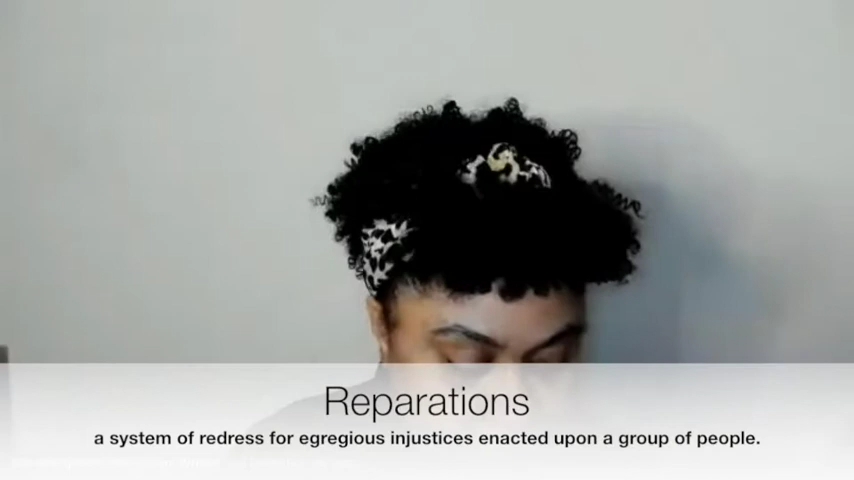 Reparations
a system of redress for egregious injustices enacted upon a group of people.